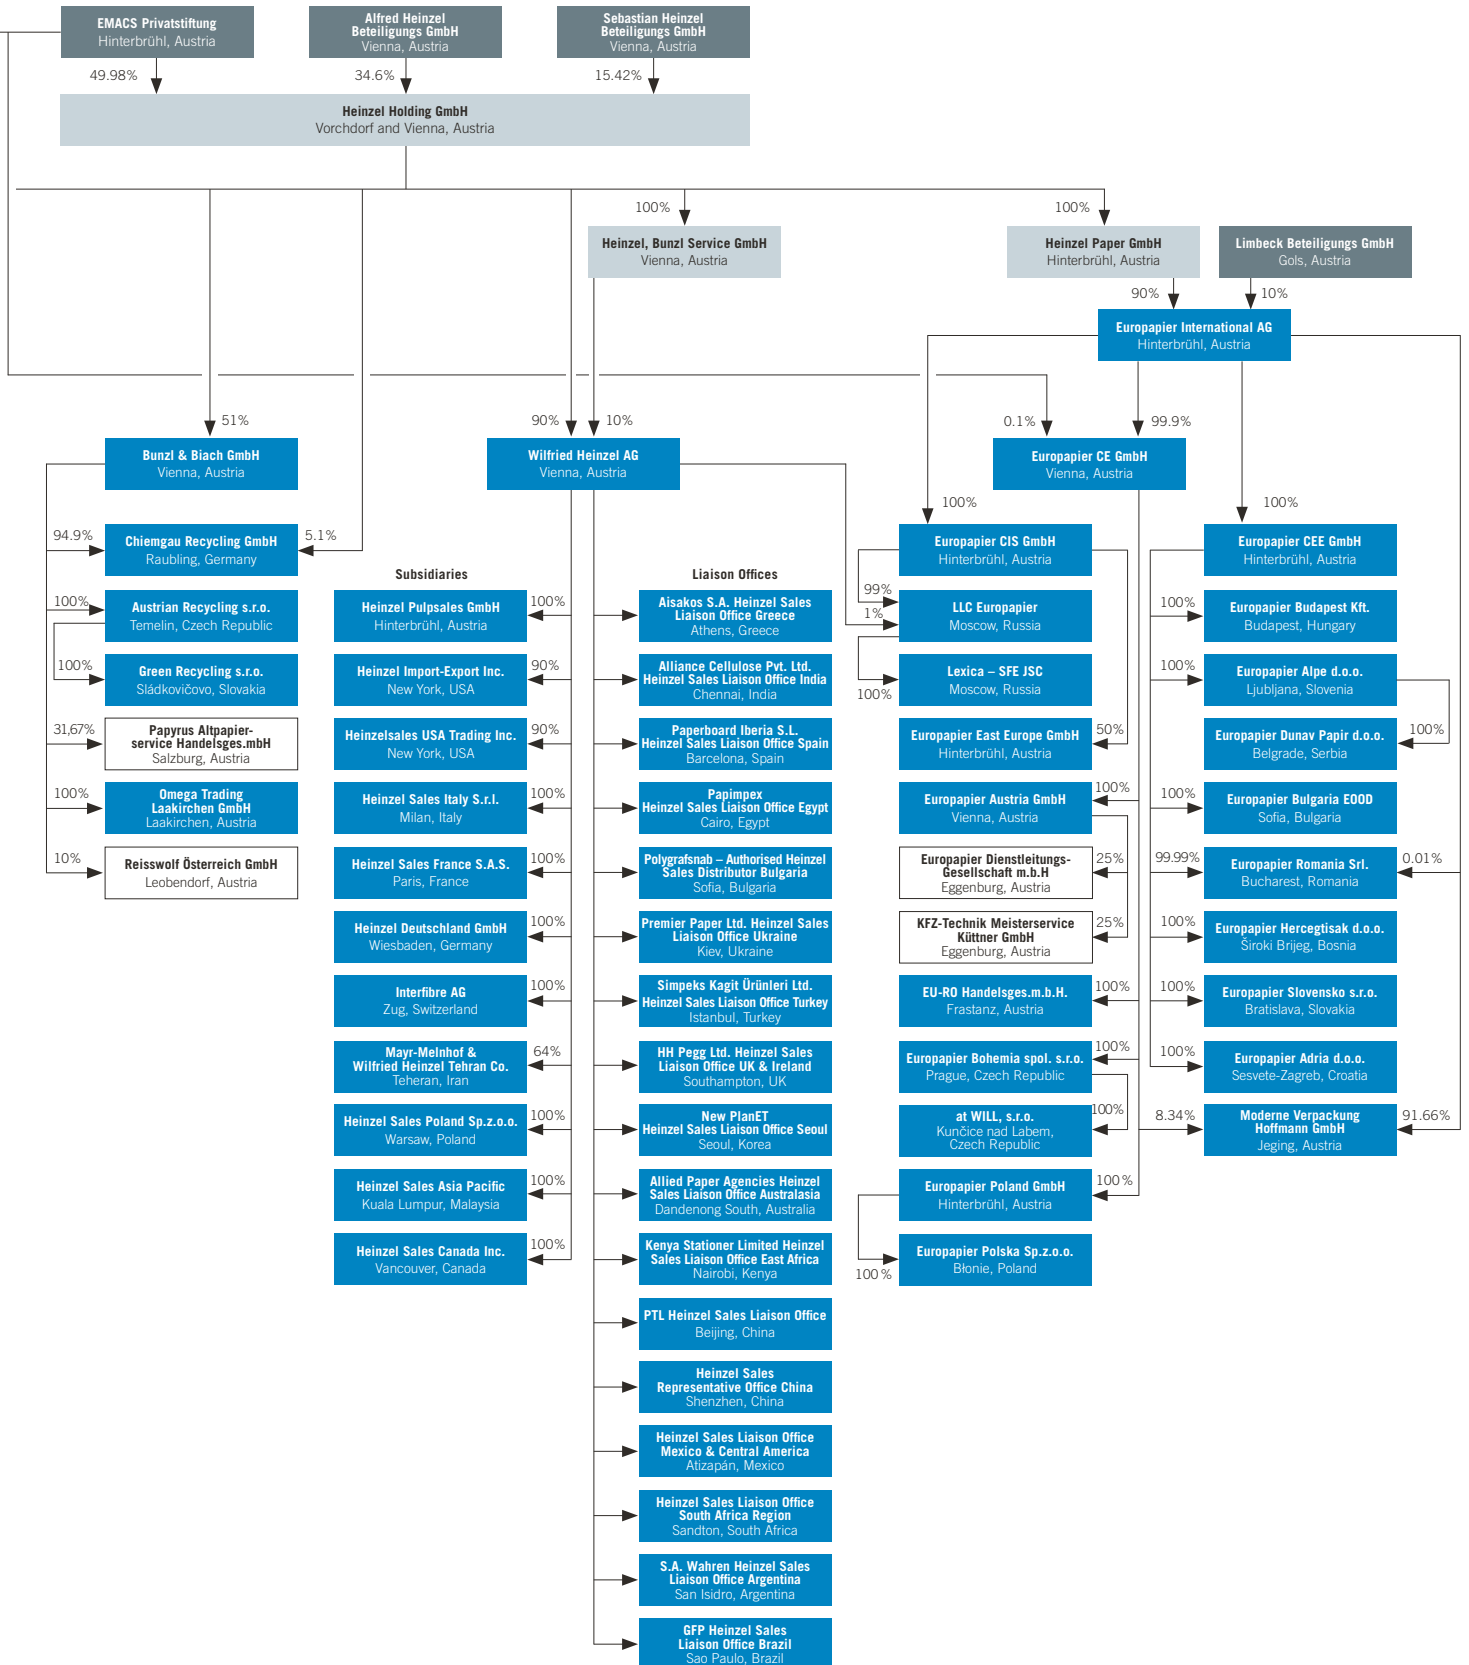 EMACS Privatstiftung
Hinterbrühl, Austria
Alfred Heinzel
Beteiligungs GmbH
Vienna, Austria
Sebastian Heinzel
Beteiligungs GmbH
Vienna, Austria
49.98%
34.6%
15.42%
Heinzel Holding GmbH
Vorchdorf and Vienna, Austria
100%
100%
Heinzel, Bunzl Service GmbH
Vienna, Austria
Heinzel Paper GmbH
Hinterbrühl, Austria
Limbeck Beteiligungs GmbH
Gols, Austria
90%
10%
Europapier International AG
Hinterbrühl, Austria
51%
90%
10%
0.1%
99.9%
Bunzl & Biach GmbH
Vienna, Austria
Wilfried Heinzel AG
Vienna, Austria
Europapier CE GmbH
Vienna, Austria
100%
100%
94.9%
Chiemgau Recycling GmbH
Raubling, Germany
5.1%
100%
Austrian Recycling s.r.o.
Temelin, Czech Republic
100%
Green Recycling s.r.o.
Sládkovičovo, Slovakia
31,67%
Papyrus Altpapier-
service Handelsges.mbH
Salzburg, Austria
100%
Omega Trading
Laakirchen GmbH
Laakirchen, Austria
10%
Reisswolf Österreich GmbH
Leobendorf, Austria
Subsidiaries
Heinzel Pulpsales GmbH
Hinterbrühl, Austria
100%
Heinzel Import-Export Inc.
New York, USA
90%
Heinzelsales USA Trading Inc.
New York, USA
90%
Heinzel Sales Italy S.r.l.
Milan, Italy
100%
Heinzel Sales France S.A.S.
Paris, France
100%
Heinzel Deutschland GmbH
Wiesbaden, Germany
100%
Interfibre AG
Zug, Switzerland
100%
Mayr-Melnhof &
Wilfried Heinzel Tehran Co.
Teheran, Iran
64%
Heinzel Sales Poland Sp.z.o.o.
Warsaw, Poland
100%
Heinzel Sales Asia Pacific
Kuala Lumpur, Malaysia
100%
Heinzel Sales Canada Inc.
Vancouver, Canada
100%
Liaison Offices
Aisakos S.A. Heinzel Sales
Liaison Office Greece
Athens, Greece
Alliance Cellulose Pvt. Ltd.
Heinzel Sales Liaison Office India
Chennai, India
Paperboard Iberia S.L.
Heinzel Sales Liaison Office Spain
Barcelona, Spain
Papimpex
Heinzel Sales Liaison Office Egypt
Cairo, Egypt
Polygrafsnab – Authorised Heinzel
Sales Distributor Bulgaria
Sofia, Bulgaria
Premier Paper Ltd. Heinzel Sales
Liaison Office Ukraine
Kiev, Ukraine
Simpeks Kagit Ürünleri Ltd.
Heinzel Sales Liaison Office Turkey
Istanbul, Turkey
HH Pegg Ltd. Heinzel Sales
Liaison Office UK & Ireland
Southampton, UK
New PlanET
Heinzel Sales Liaison Office Seoul
Seoul, Korea
Allied Paper Agencies Heinzel
Sales Liaison Office Australasia
Dandenong South, Australia
Kenya Stationer Limited Heinzel
Sales Liaison Office East Africa
Nairobi, Kenya
PTL Heinzel Sales Liaison Office
Beijing, China
Heinzel Sales
Representative Office China
Shenzhen, China
Heinzel Sales Liaison Office
Mexico & Central America
Atizapán, Mexico
Heinzel Sales Liaison Office
South Africa Region
Sandton, South Africa
S.A. Wahren Heinzel Sales
Liaison Office Argentina
San Isidro, Argentina
GFP Heinzel Sales
Liaison Office Brazil
Sao Paulo, Brazil
Europapier CIS GmbH
Hinterbrühl, Austria
99%
1%
LLC Europapier
Moscow, Russia
100%
Lexica – SFE JSC
Moscow, Russia
Europapier East Europe GmbH
Hinterbrühl, Austria
50%
Europapier Austria GmbH
Vienna, Austria
100%
Europapier Dienstleitungs-
Gesellschaft m.b.H
Eggenburg, Austria
25%
KFZ-Technik Meisterservice
Küttner GmbH
Eggenburg, Austria
25%
EU-RO Handelsges.m.b.H.
Frastanz, Austria
100%
Europapier Bohemia spol. s.r.o.
Prague, Czech Republic
100%
at WILL, s.r.o.
Kunčice nad Labem,
Czech Republic
100%
Europapier Poland GmbH
Hinterbrühl, Austria
100%
100%
Europapier Polska Sp.z.o.o.
Błonie, Poland
Europapier CEE GmbH
Hinterbrühl, Austria
100%
Europapier Budapest Kft.
Budapest, Hungary
100%
Europapier Alpe d.o.o.
Ljubljana, Slovenia
Europapier Dunav Papir d.o.o.
Belgrade, Serbia
100%
100%
Europapier Bulgaria EOOD
Sofia, Bulgaria
99.99%
Europapier Romania Srl.
Bucharest, Romania
0.01%
100%
Europapier Hercegtisak d.o.o.
Široki Brijeg, Bosnia
100%
Europapier Slovensko s.r.o.
Bratislava, Slovakia
100%
Europapier Adria d.o.o.
Sesvete-Zagreb, Croatia
8.34%
Moderne Verpackung
Hoffmann GmbH
Jeging, Austria
91.66%